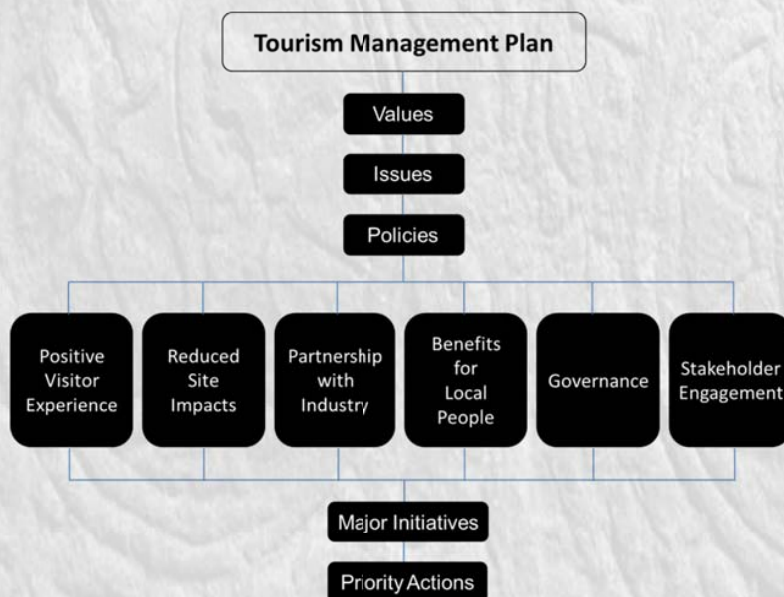 Tourism Management Plan
Values
Issues
Policies
Positive
Visitor
Experience
Reduced
Site
Impacts
Partnership
with
Industry
Benefits
for
Local
People
Governance
Stakeholder
Engagement
Major Initiatives
Priority Actions